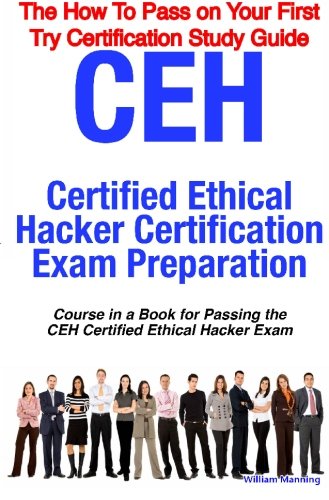 The How To Pass on Your First
Try Certification Study Guide
CEH
Certified Ethical
Hacker Certification
Exam Preparation
Course in a Book for Passing the
CEH Certified Ethical Hacker Exam
William Manning